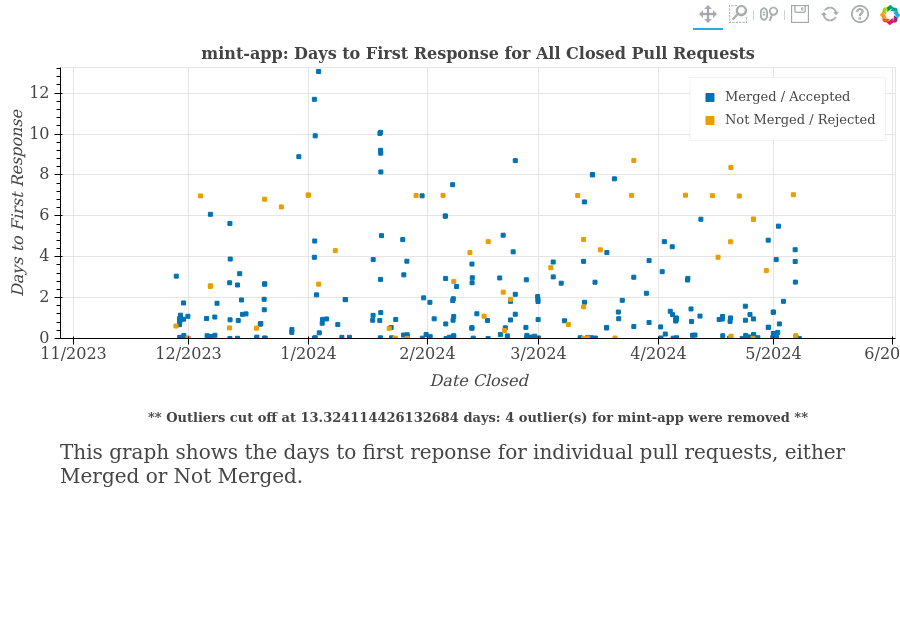 mint-app: Days to First Response for All Closed Pull Requests
Merged / Accepted
Not Merged / Rejected
Days to First Response
12
10
8
6
4
2
0
11/2023 12/2023 1/2024 2/2024 3/2024 4/2024 5/2024 6/20
Date Closed
** Outliers cut off at 13.324114426132684 days: 4 outlier(s) for mint-app were removed **
This graph shows the days to first reponse for individual pull requests, either
Merged or Not Merged.